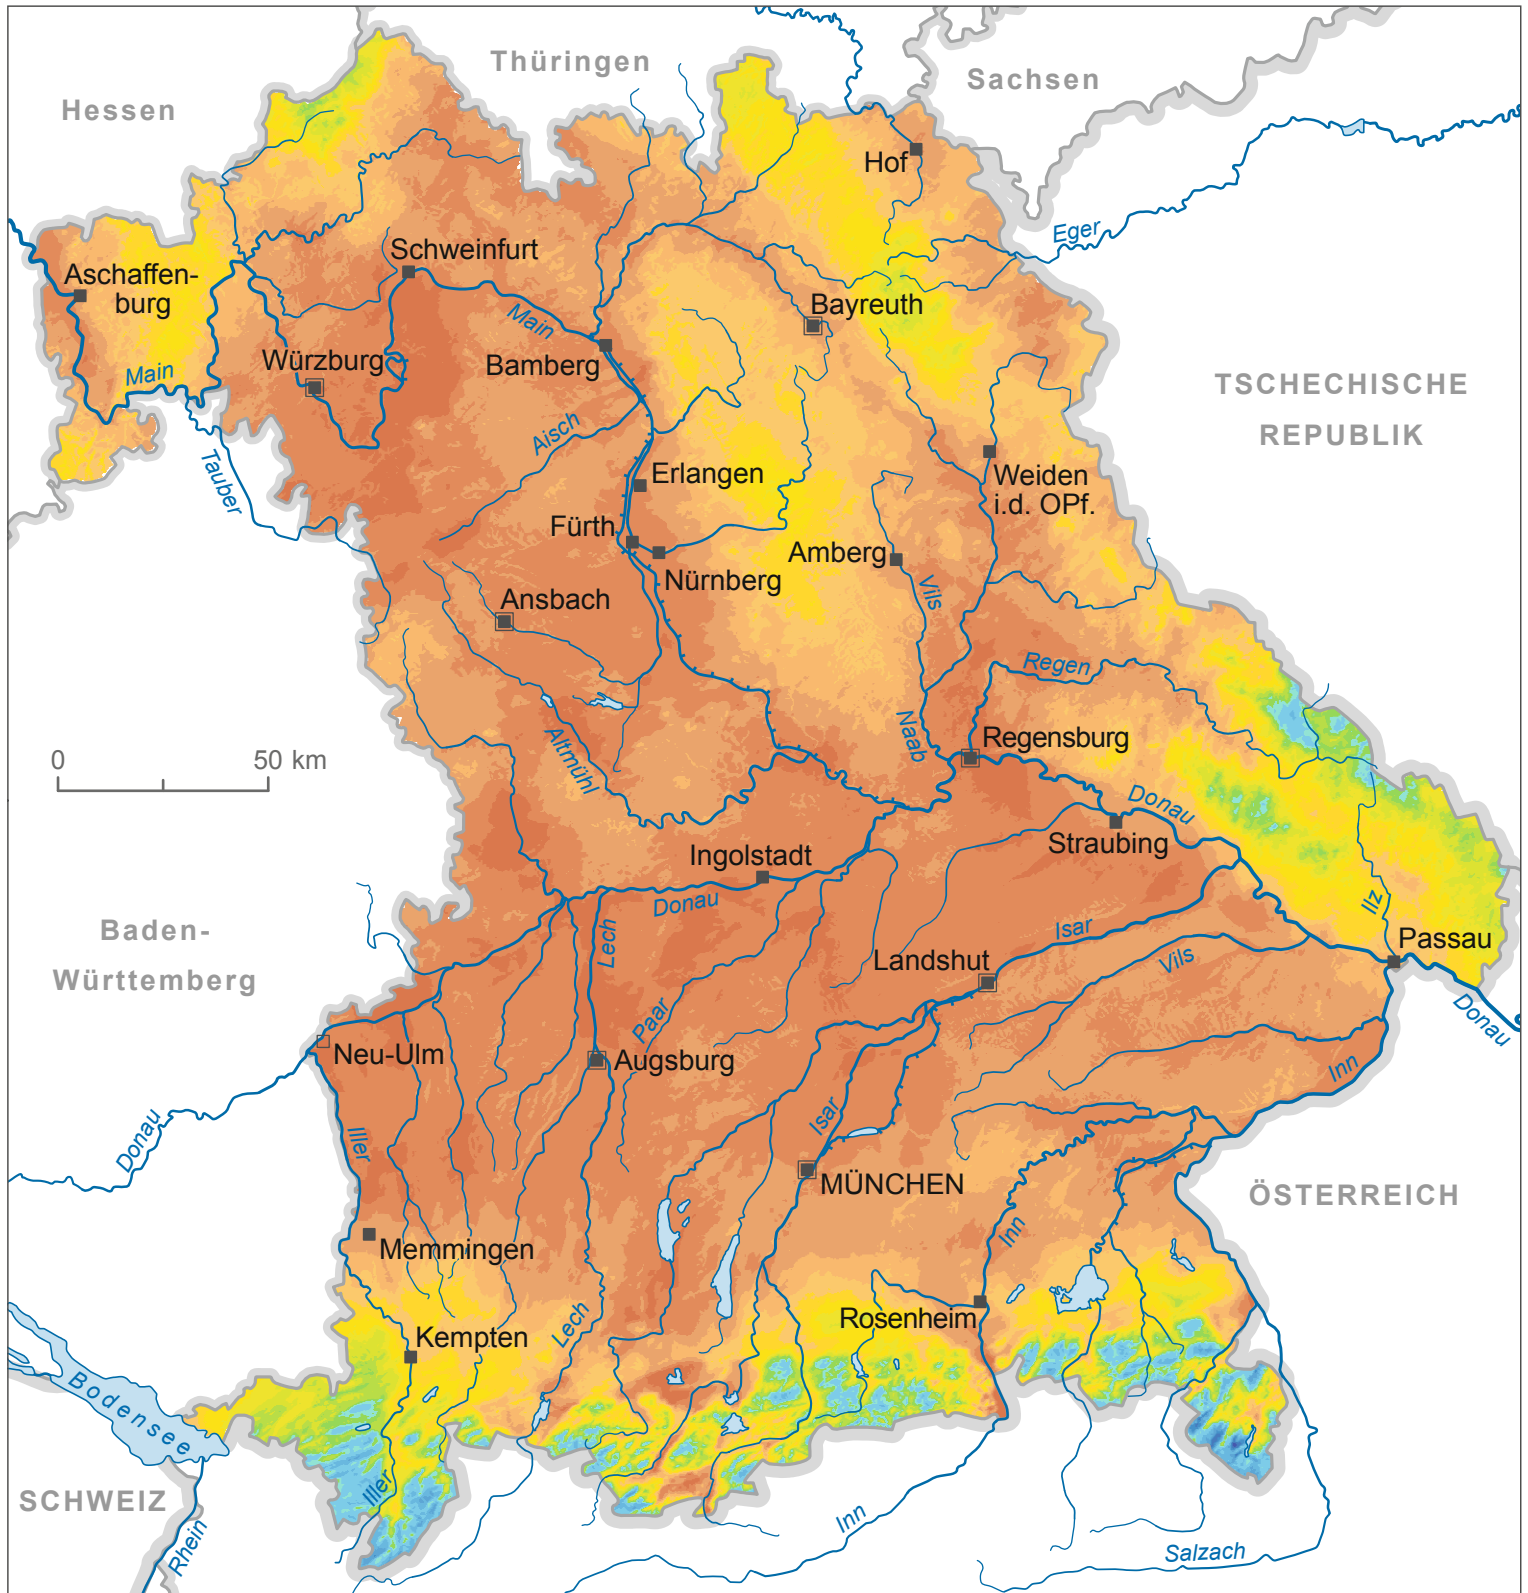 Thüringen
Sachsen
Hessen
Hof
Eger
Schweinfurt
Aschaffen-
burg
Bayreuth
Main
Würzburg
Bamberg
Main
TSCHECHISCHE
REPUBLIK
Aisch
Tauber
Erlangen
Weiden
i.d. OPf.
Fürth
Amberg
Nürnberg
Vils
Ansbach
Regen
Naab
Regensburg
Altmühl
0
50 km
Donau
Straubing
Ingolstadt
Donau
Ilz
Baden-
Württemberg
Lech
Isar
Passau
Landshut
Vils
Donau
Paar
Neu-Ulm
Augsburg
Inn
Isar
Donau
Iller
MÜNCHEN
ÖSTERREICH
Inn
Memmingen
Rosenheim
Kempten
Lech
Bodensee
Iller
SCHWEIZ
Inn
Rhein
Salzach